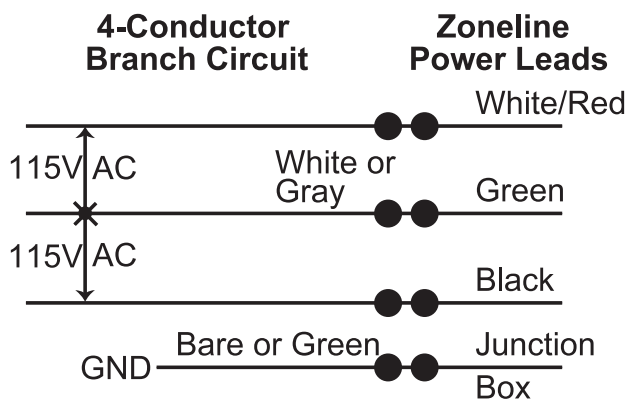 4-Conductor
Branch Circuit
Zoneline
Power Leads
White/Red
115V AC
White or
Gray
Green
115V AC
Black
GND
Bare or Green
Junction
Box